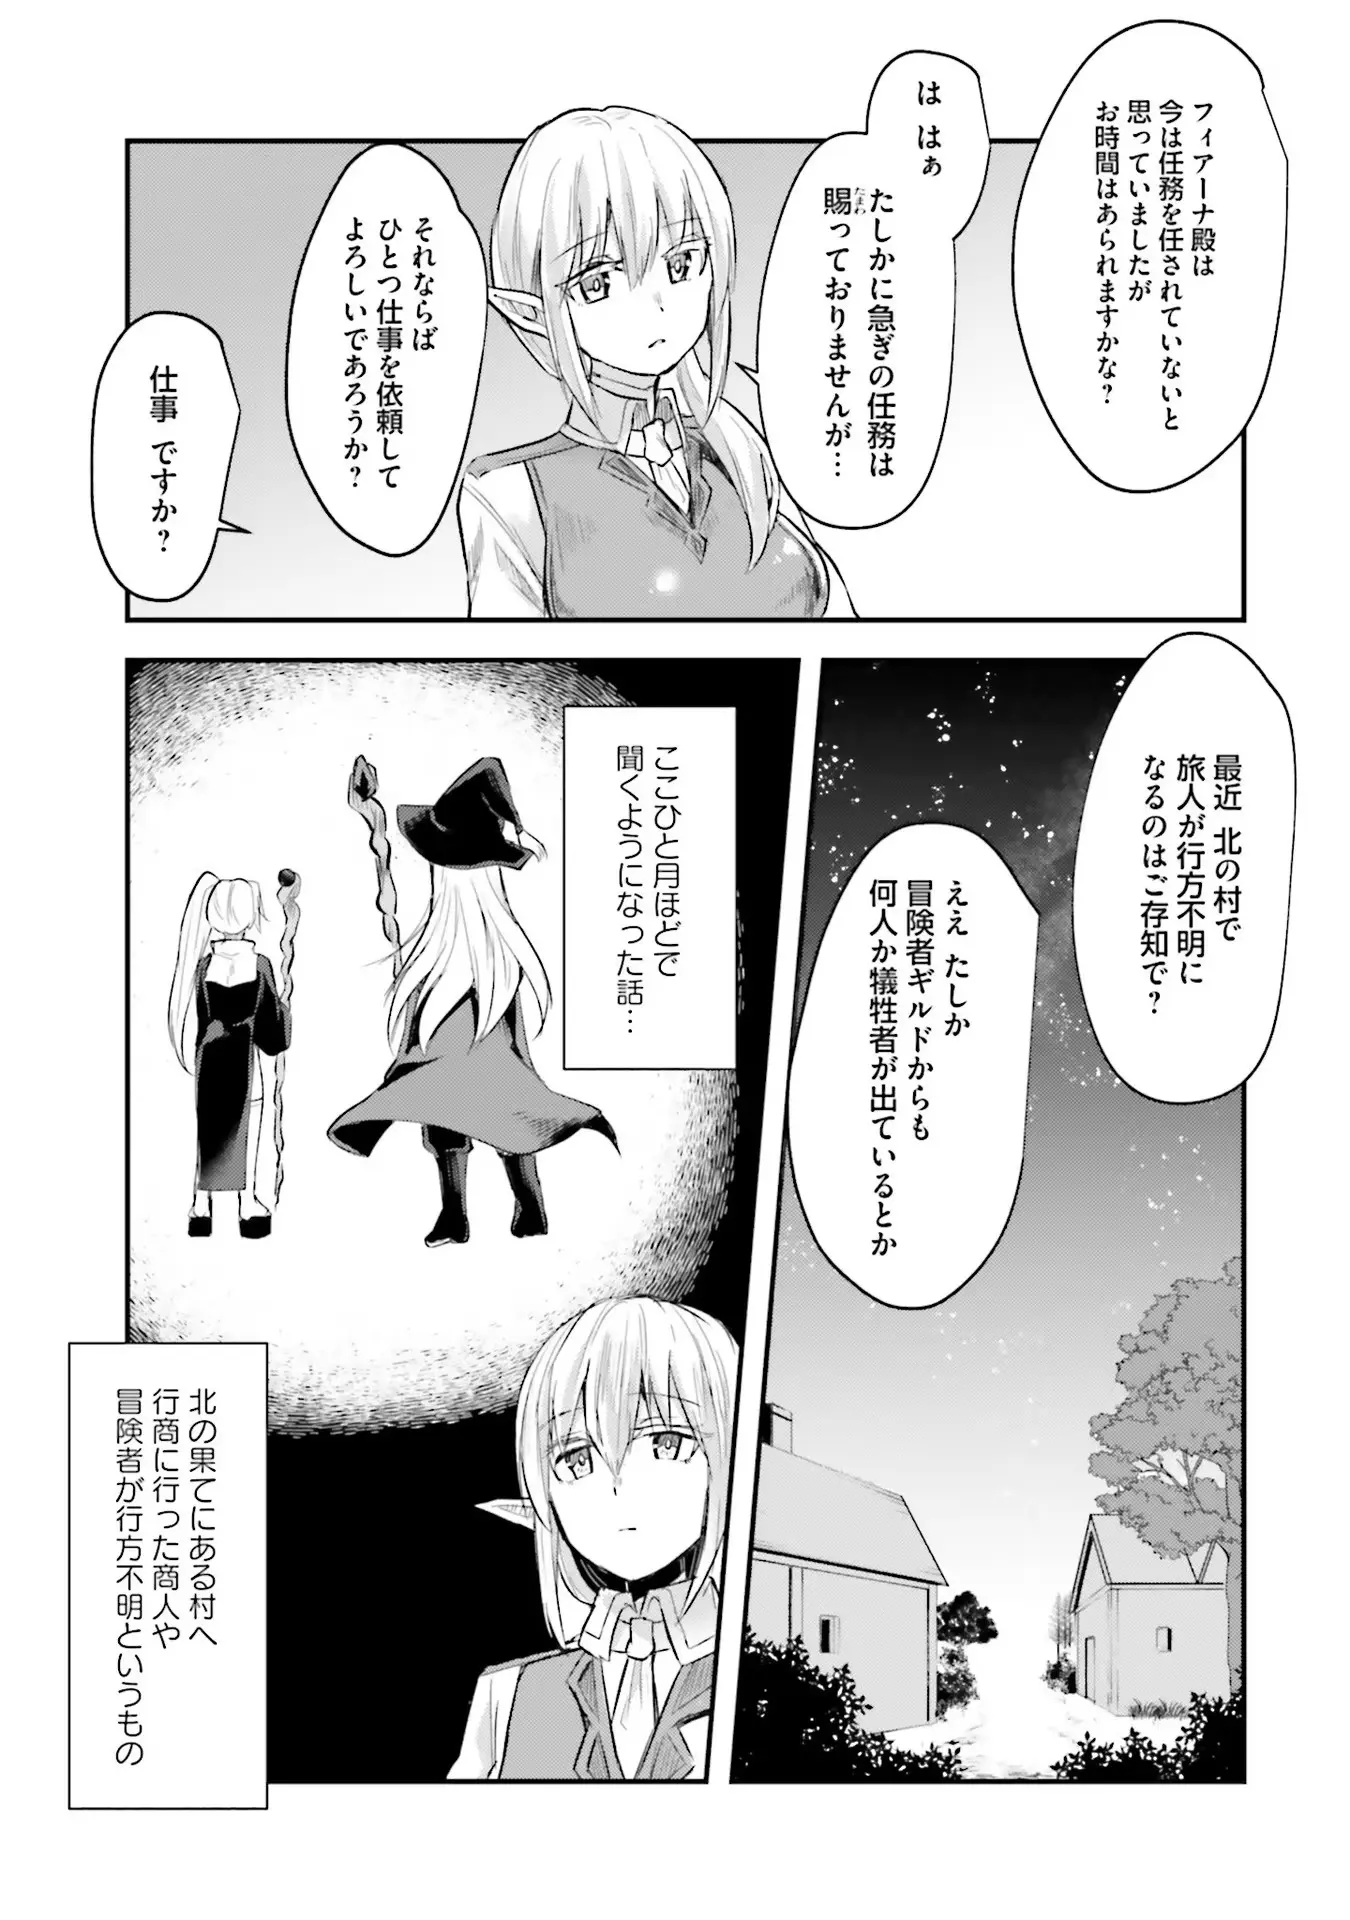 フィアーナ殿は
今は任務を任されていないと
思っていましたが
お時間はあられますかな?
は はぁ
たしかに急ぎの任務は
賜っておりませんが…
たまわ
それならば
ひとつ仕事を依頼して
よろしいであろうか?
仕事 ですか?
最近 北の村で
旅人が行方不明に
なるのはご存知で?
ええ たしか
冒険者ギルドからも
何人か犠牲者が出ているとか
ここひと月ほどで
聞くようになった話…
北の果てにある村へ
行商に行った商人や
冒険者が行方不明というもの